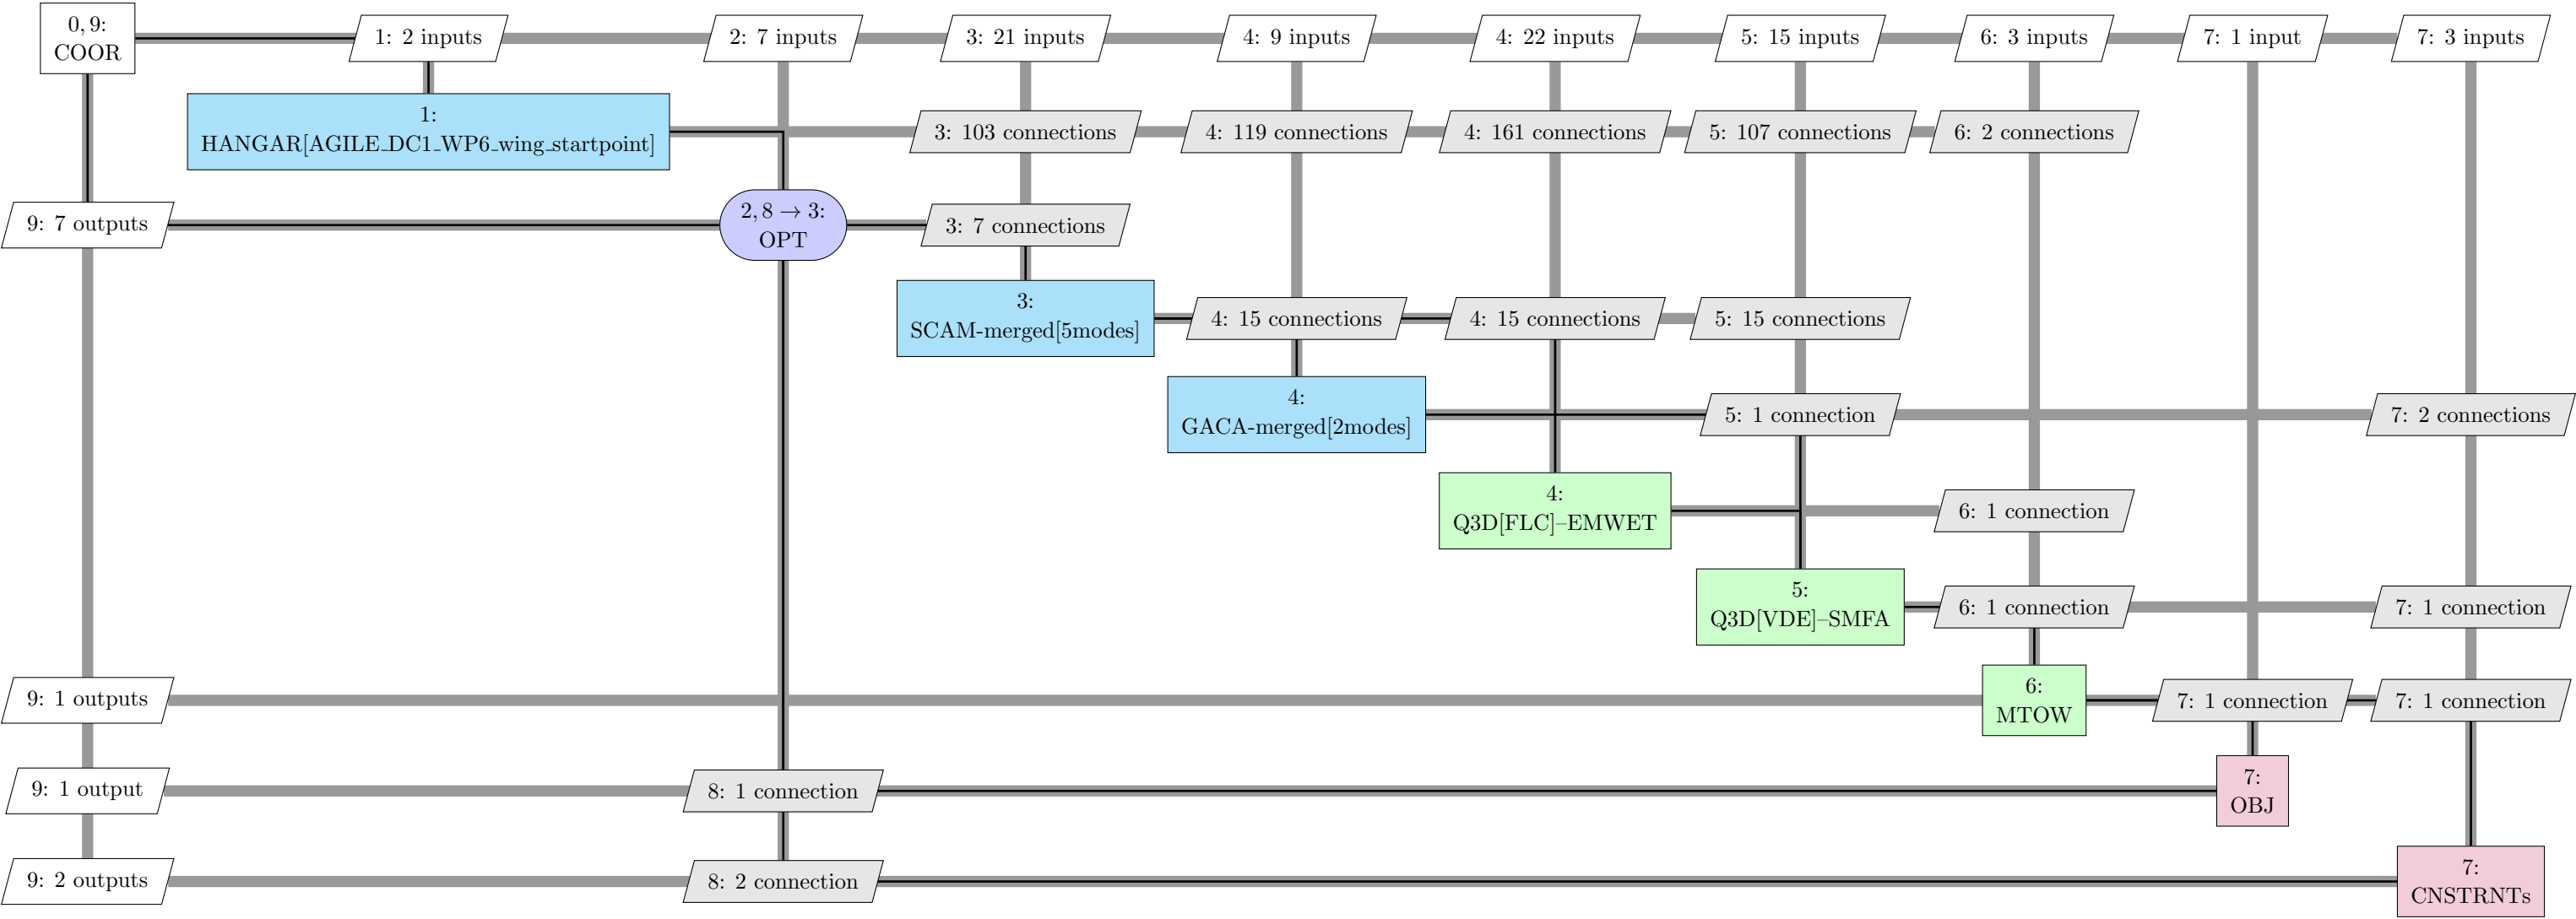 0, 9:
COOR
1: 2 inputs
2: 7 inputs
3: 21 inputs
4: 9 inputs
4: 22 inputs
5: 15 inputs
6: 3 inputs
7: 1 input
7: 3 inputs
1:
HANGAR[AGILE_DC1_WP6_wing_startpoint]
3: 103 connections
4: 119 connections
4: 161 connections
5: 107 connections
6: 2 connections
9: 7 outputs
2, 8 → 3:
OPT
3: 7 connections
3:
SCAM-merged[5modes]
4: 15 connections
4: 15 connections
5: 15 connections
4:
GACA-merged[2modes]
5: 1 connection
7: 2 connections
4:
Q3D[FLC]–EMWET
6: 1 connection
5:
Q3D[VDE]–SMFA
6: 1 connection
7: 1 connection
9: 1 outputs
6:
MTOW
7: 1 connection
7: 1 connection
9: 1 output
8: 1 connection
7:
OBJ
9: 2 outputs
8: 2 connection
7:
CNSTRNTs